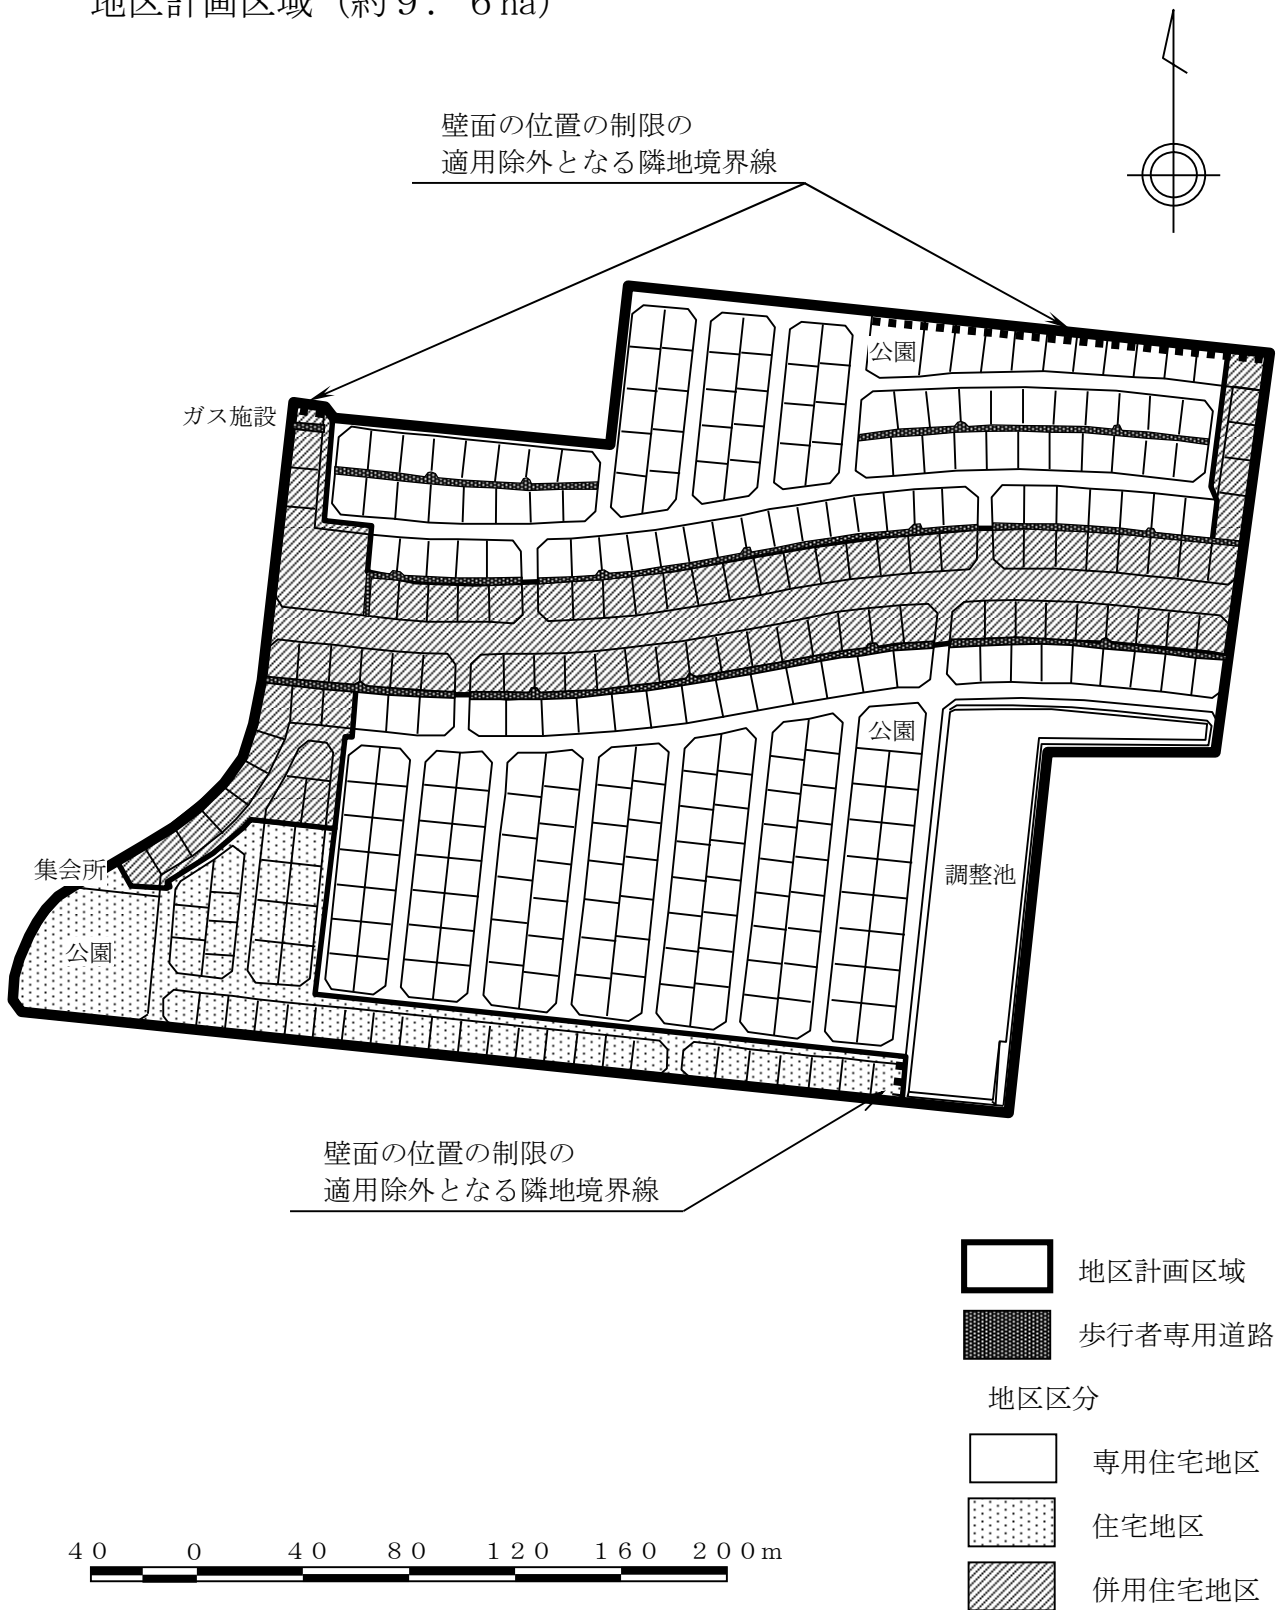 地区計画区域（約９．６ha）
壁面の位置の制限の
適用除外となる隣地境界線
公園
ガス施設
公園
集会所
調整池
公園
壁面の位置の制限の
適用除外となる隣地境界線
地区計画区域
歩行者専用道路
地区区分
専用住宅地区
住宅地区
併用住宅地区
４０　０　４０　８０　１２０　１６０　２００ｍ